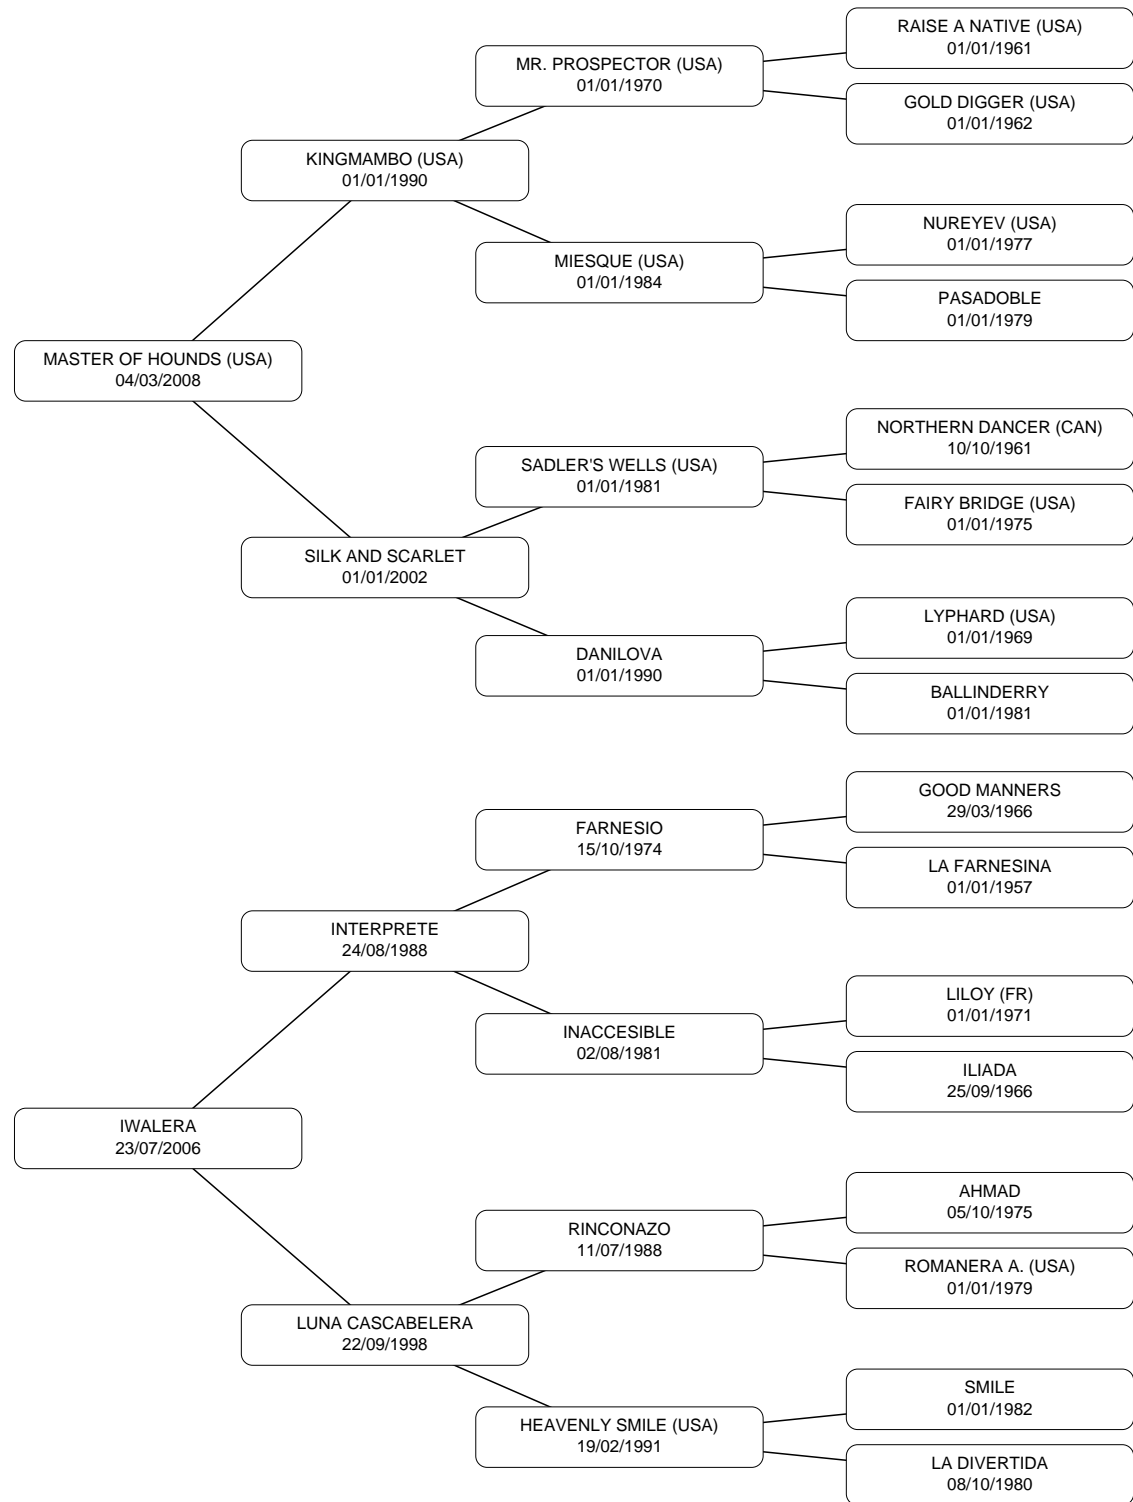 RAISE A NATIVE (USA)
01/01/1961
MR. PROSPECTOR (USA)
01/01/1970
GOLD DIGGER (USA)
01/01/1962
KINGMAMBO (USA)
01/01/1990
NUREYEV (USA)
01/01/1977
MIESQUE (USA)
01/01/1984
PASADOBLE
01/01/1979
MASTER OF HOUNDS (USA)
04/03/2008
NORTHERN DANCER (CAN)
10/10/1961
SADLER'S WELLS (USA)
01/01/1981
FAIRY BRIDGE (USA)
01/01/1975
SILK AND SCARLET
01/01/2002
LYPHARD (USA)
01/01/1969
DANILOVA
01/01/1990
BALLINDERRY
01/01/1981
GOOD MANNERS
29/03/1966
FARNESIO
15/10/1974
LA FARNESINA
01/01/1957
INTERPRETE
24/08/1988
LILOY (FR)
01/01/1971
INACCESIBLE
02/08/1981
ILIADA
25/09/1966
IWALERA
23/07/2006
AHMAD
05/10/1975
RINCONAZO
11/07/1988
ROMANERA A. (USA)
01/01/1979
LUNA CASCABELERA
22/09/1998
SMILE
01/01/1982
HEAVENLY SMILE (USA)
19/02/1991
LA DIVERTIDA
08/10/1980